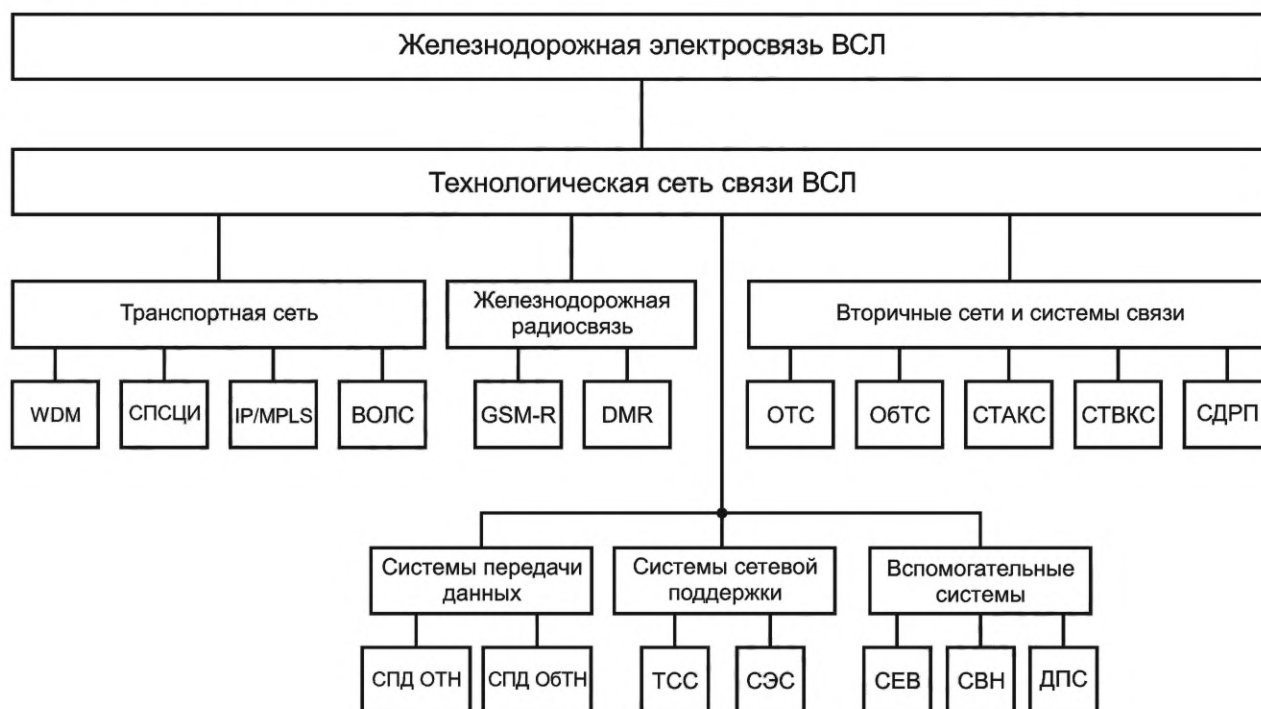 Железнодорожная электросвязь ВСЛ
Технологическая сеть связи ВСЛ
Транспортная сеть
Железнодорожная
радиосвязь
Вторичные сети и системы связи
WDM
СПСЦИ
IP/MPLS
ВОЛС
GSM-R
DMR
ОТС
ОбТС
СТАКС
СТВКС
СДРП
Системы передачи
данных
Системы сетевой
поддержки
Вспомогательные
системы
СПД ОТН
СПД ОбТН
ТСС
СЭС
СЕВ
СВН
ДПС